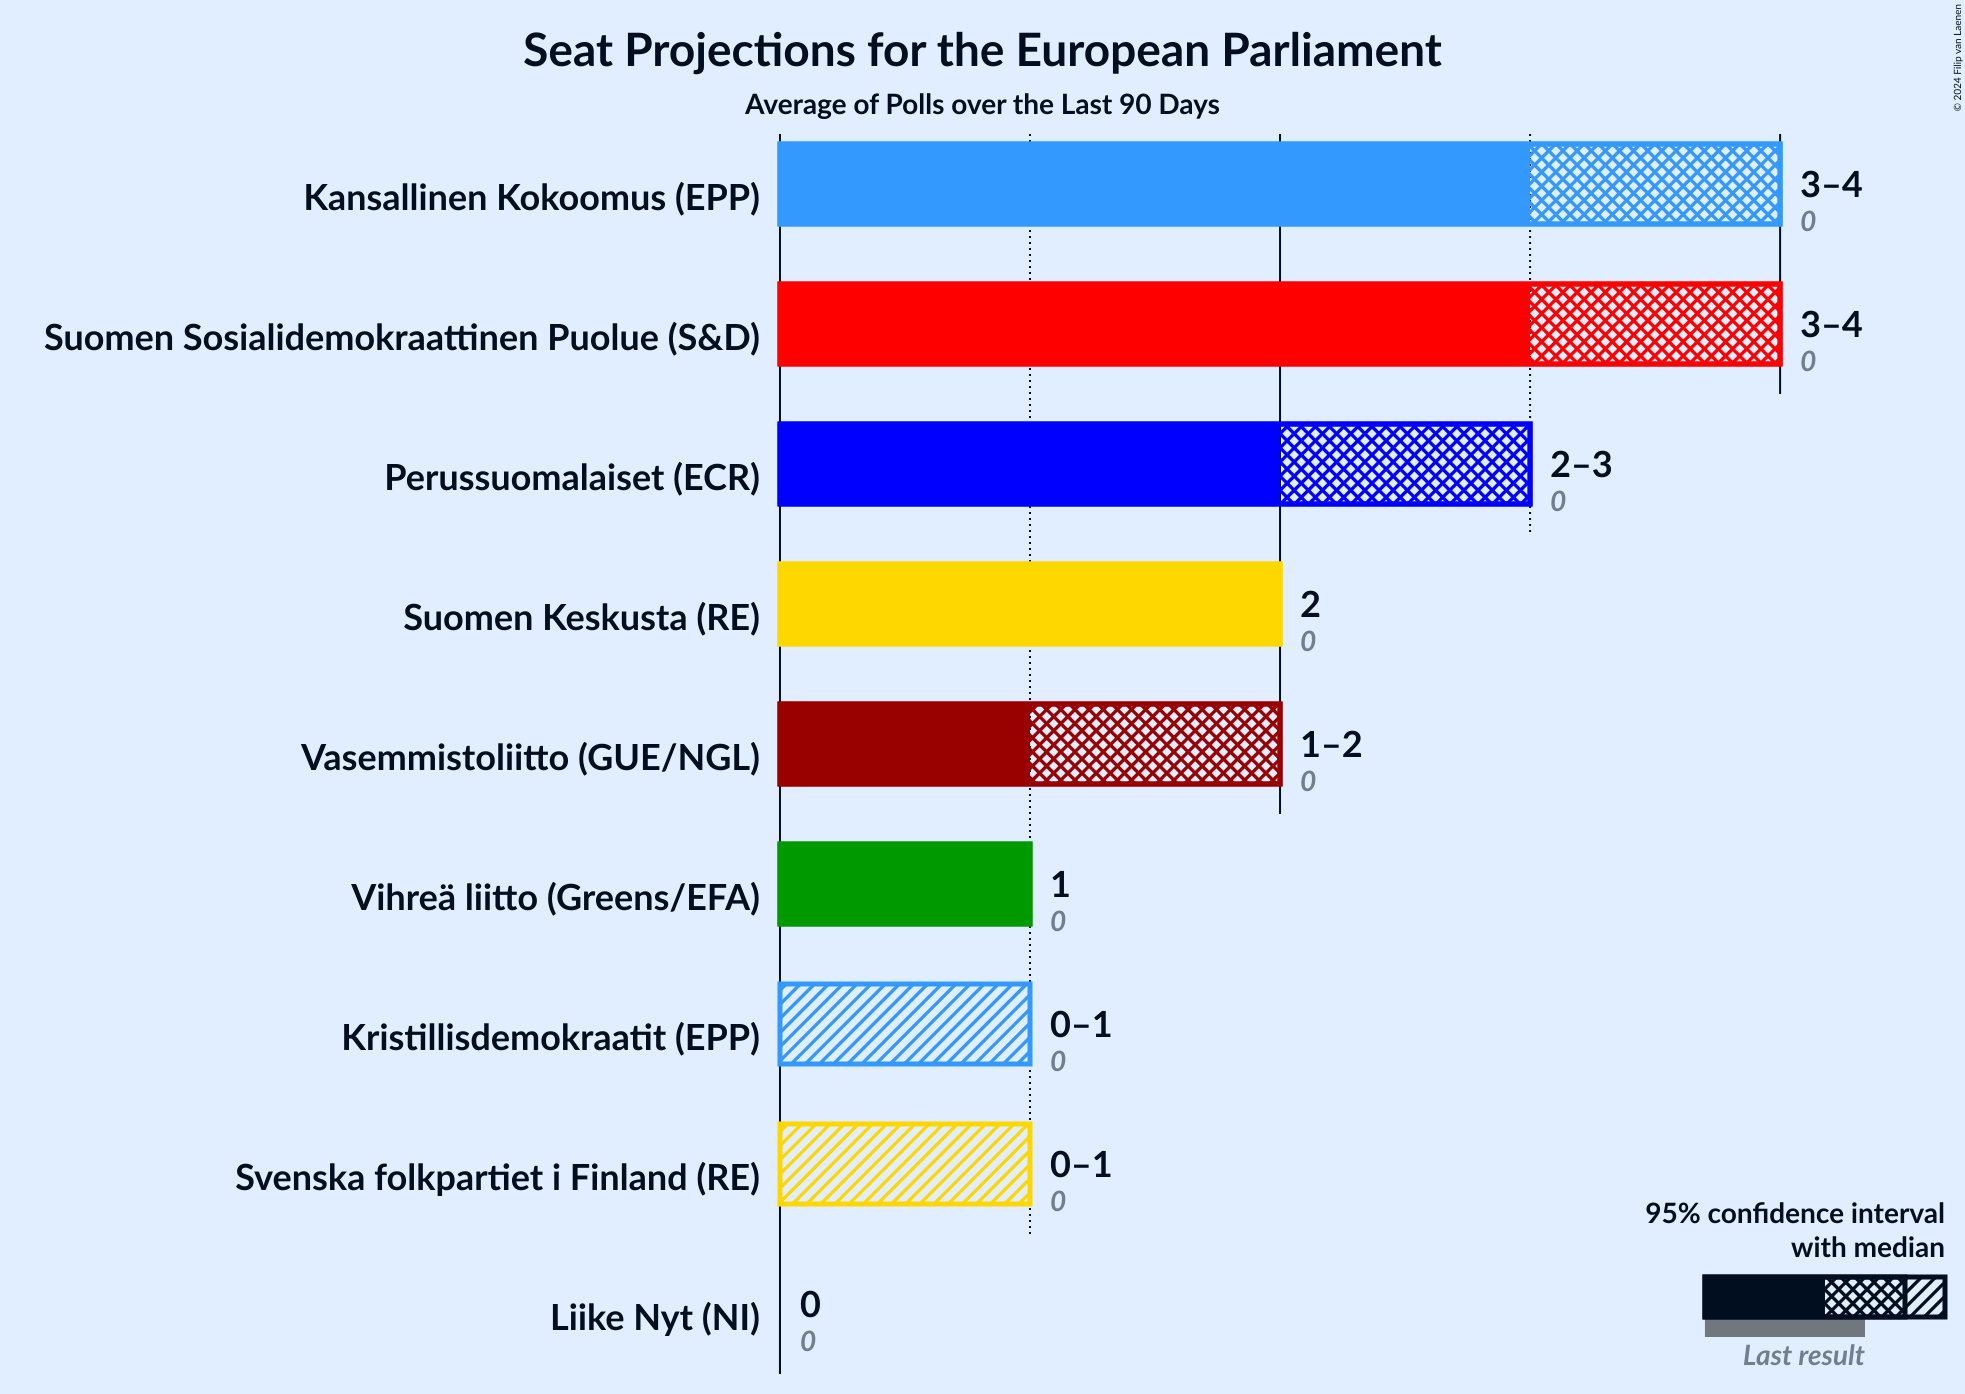 Seat Projections for the European Parliament
Average of Polls over the Last 90 Days
© 2024 Filip van Laenen
Kansallinen Kokoomus (EPP)
3–4
0
Suomen Sosialidemokraattinen Puolue (S&D)
3–4
0
Perussuomalaiset (ECR)
2–3
0
Suomen Keskusta (RE)
2
0
Vasemmistoliitto (GUE/NGL)
1–2
0
Vihreä liitto (Greens/EFA)
1
0
Kristillisdemokraatit (EPP)
0–1
0
Svenska folkpartiet i Finland (RE)
0–1
0
Liike Nyt (NI)
0
0
95% confidence interval
with median
Last result